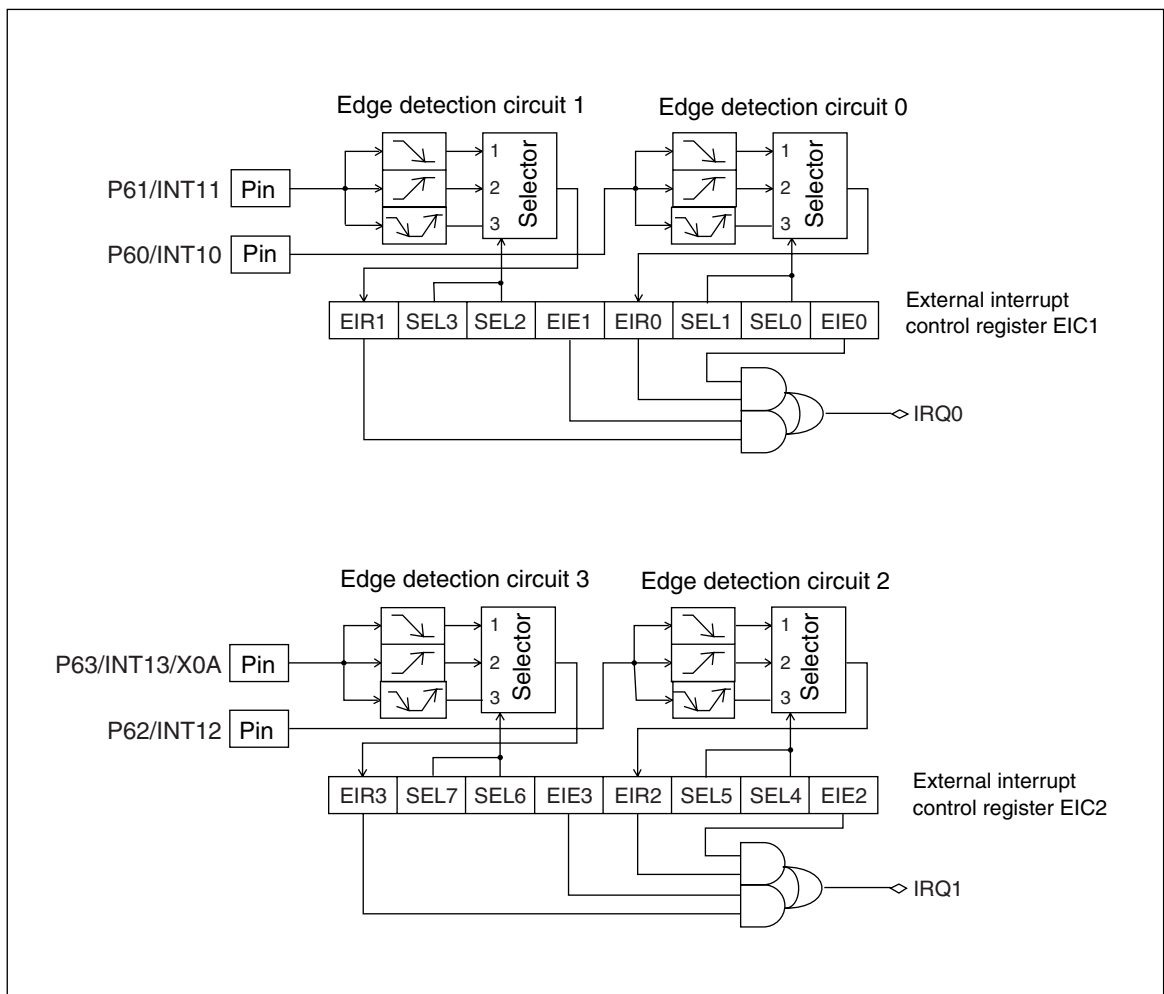 Edge detection circuit 1
Edge detection circuit 0
1
2
3
Selector
1
2
3
Selector
P61/INT11 Pin
P60/INT10 Pin
EIR1 SEL3 SEL2 EIE1 EIR0 SEL1 SEL0 EIE0
External interrupt
control register EIC1
IRQ0
Edge detection circuit 3
Edge detection circuit 2
1
2
3
Selector
1
2
3
Selector
P63/INT13/X0A Pin
P62/INT12 Pin
EIR3 SEL7 SEL6 EIE3 EIR2 SEL5 SEL4 EIE2
External interrupt
control register EIC2
IRQ1